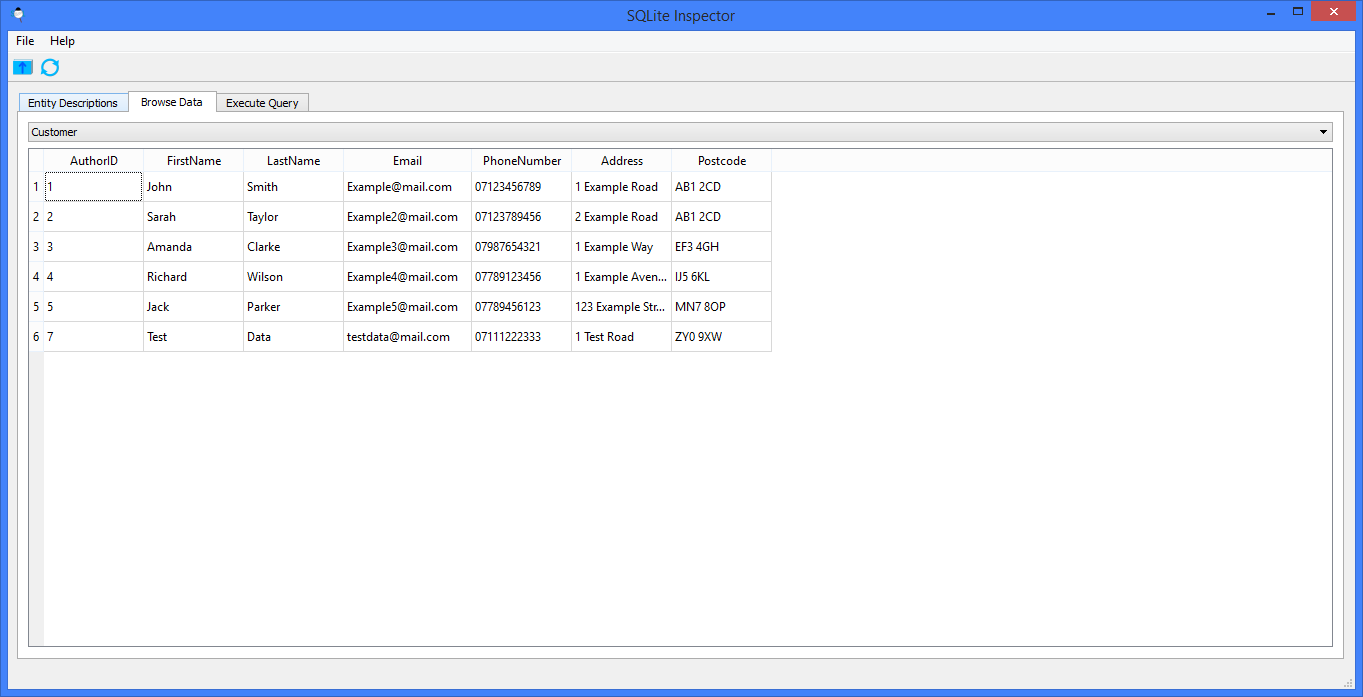 SQLite Inspector
File Help
Entity Descriptions Browse Data Execute Query
Customer
AuthorID FirstName LastName Email PhoneNumber Address Postcode
1 1 John Smith Example@mail.com 07123456789 1 Example Road AB1 2CD
2 2 Sarah Taylor Example2@mail.com 07123789456 2 Example Road AB1 2CD
3 3 Amanda Clarke Example3@mail.com 07987654321 1 Example Way EF3 4GH
4 4 Richard Wilson Example4@mail.com 07789123456 1 Example Aven... IJ5 6KL
5 5 Jack Parker Example5@mail.com 07789456123 123 Example Str... MN7 8OP
6 7 Test Data testdata@mail.com 07111222333 1 Test Road ZY0 9XW